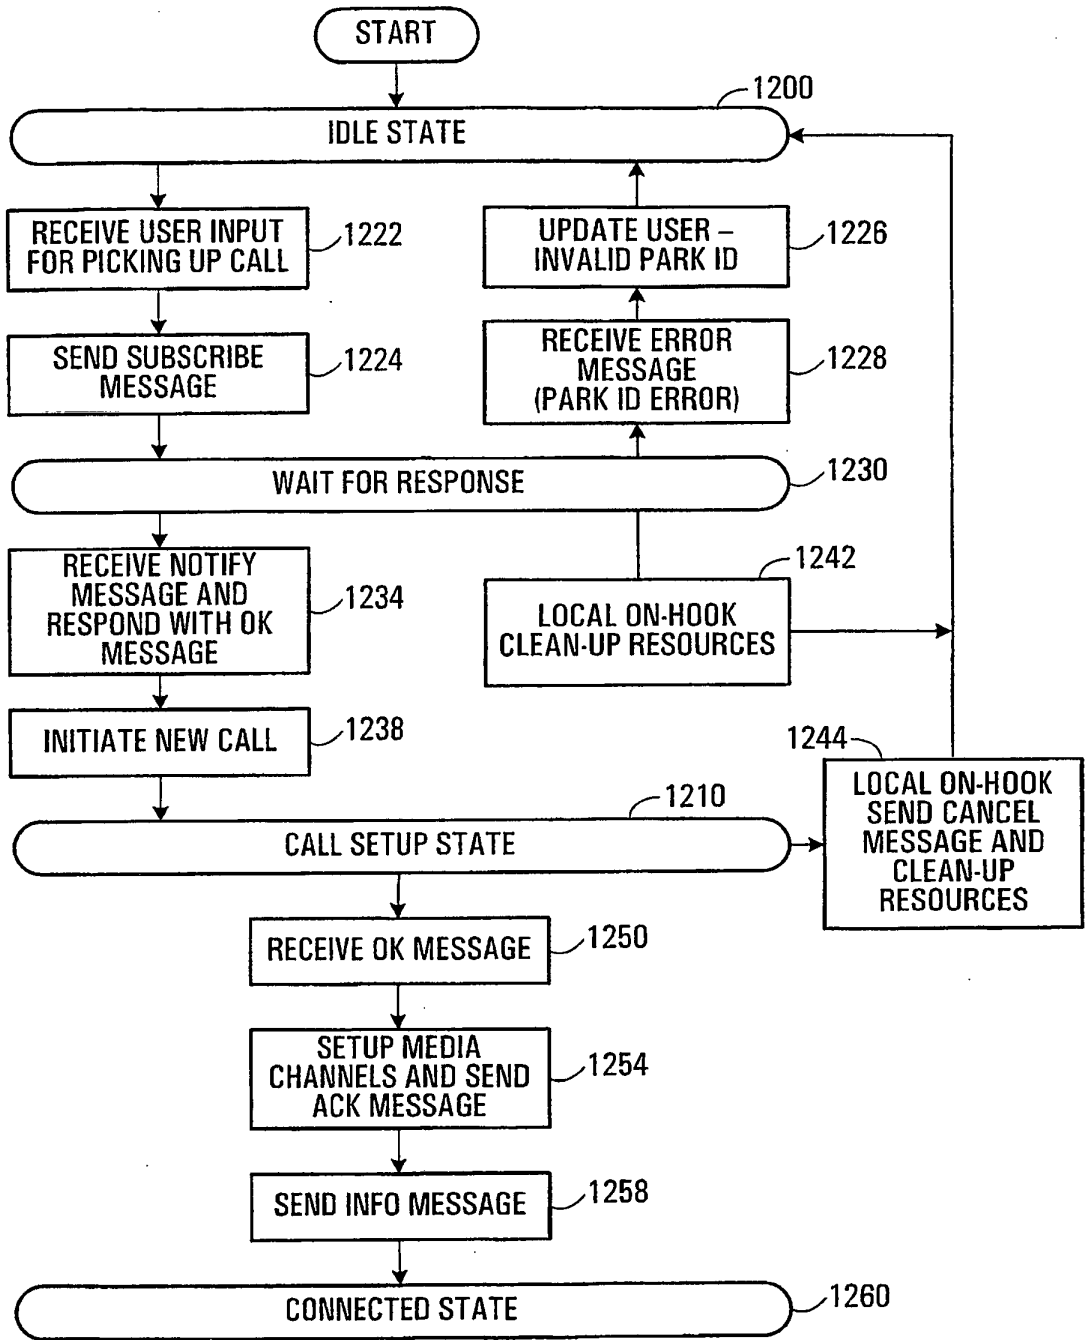 START
1200
IDLE STATE
RECEIVE USER INPUT
FOR PICKING UP CALL
1222
UPDATE USER –
INVALID PARK ID
1226
SEND SUBSCRIBE
MESSAGE
1224
RECEIVE ERROR
MESSAGE
(PARK ID ERROR)
1228
WAIT FOR RESPONSE
1230
RECEIVE NOTIFY
MESSAGE AND
RESPOND WITH OK
MESSAGE
1234
1242
LOCAL ON-HOOK
CLEAN-UP RESOURCES
INITIATE NEW CALL
1238
1244
LOCAL ON-HOOK
SEND CANCEL
MESSAGE AND
CLEAN-UP
RESOURCES
1210
CALL SETUP STATE
RECEIVE OK MESSAGE
1250
SETUP MEDIA
CHANNELS AND SEND
ACK MESSAGE
1254
SEND INFO MESSAGE
1258
CONNECTED STATE
1260